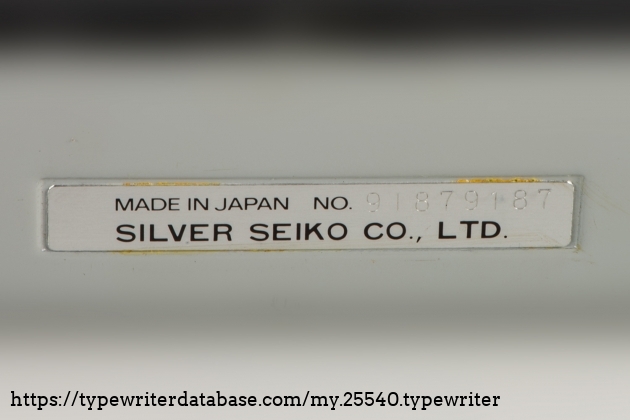 MADE IN JAPAN NO. 91879187
SILVER SEIKO CO., LTD.
https://typewriterdatabase.com/my.25540.typewriter